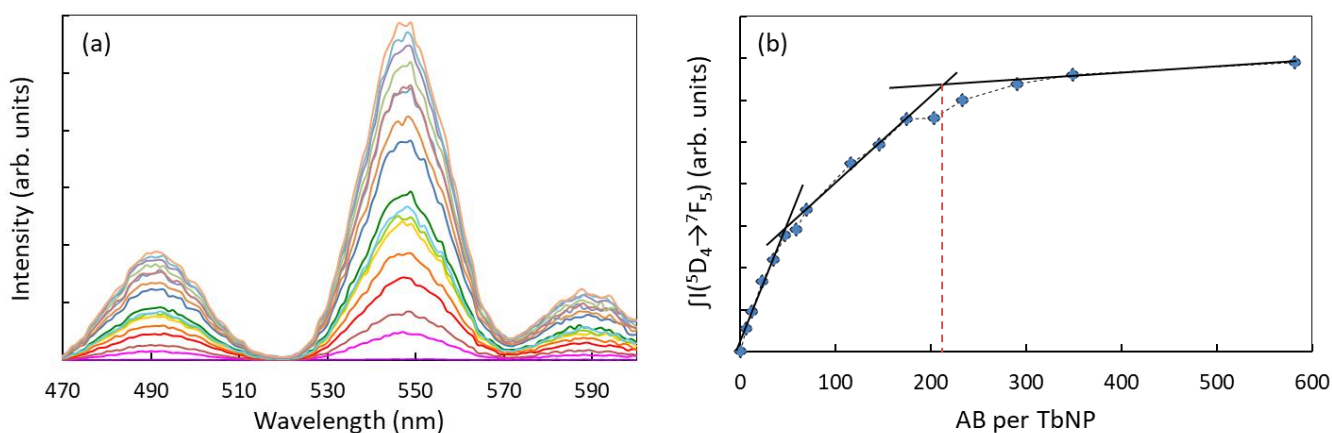 (a)
Intensity (arb. units)
470 490 510 530 550 570 590
Wavelength (nm)
(b)
∫I(⁵D₄→⁷F₅) (arb. units)
0 100 200 300 400 500 600
AB per TbNP